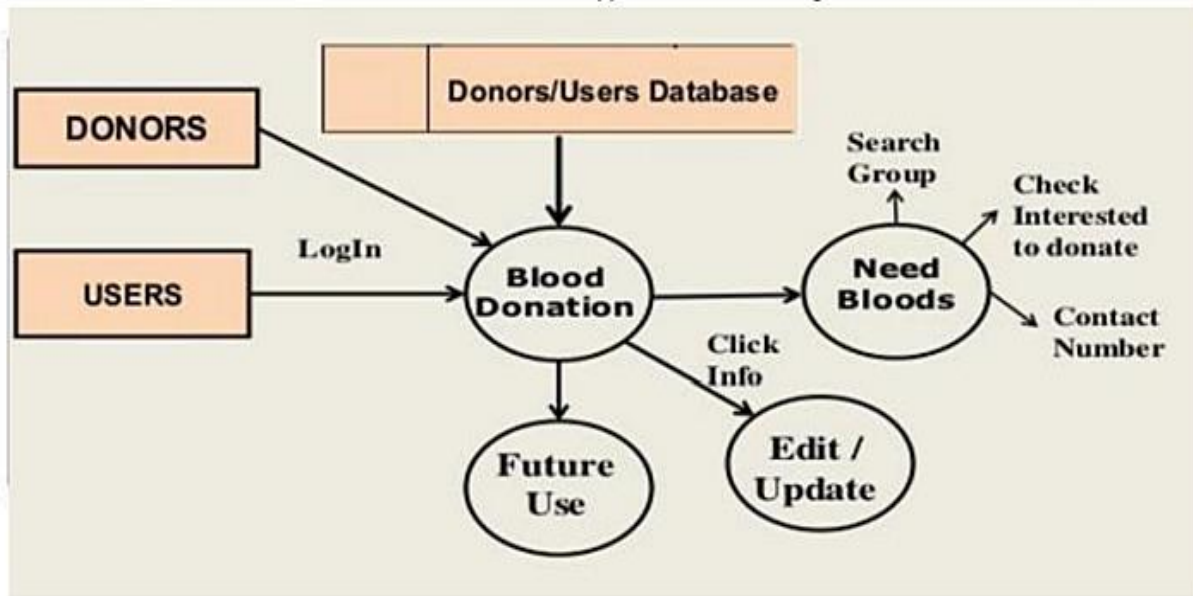 Donors/Users Database
DONORS
Search
Group
Check
Interested
to donate
LogIn
USERS
Blood
Donation
Need
Bloods
Contact
Number
Click
Info
Future
Use
Edit /
Update